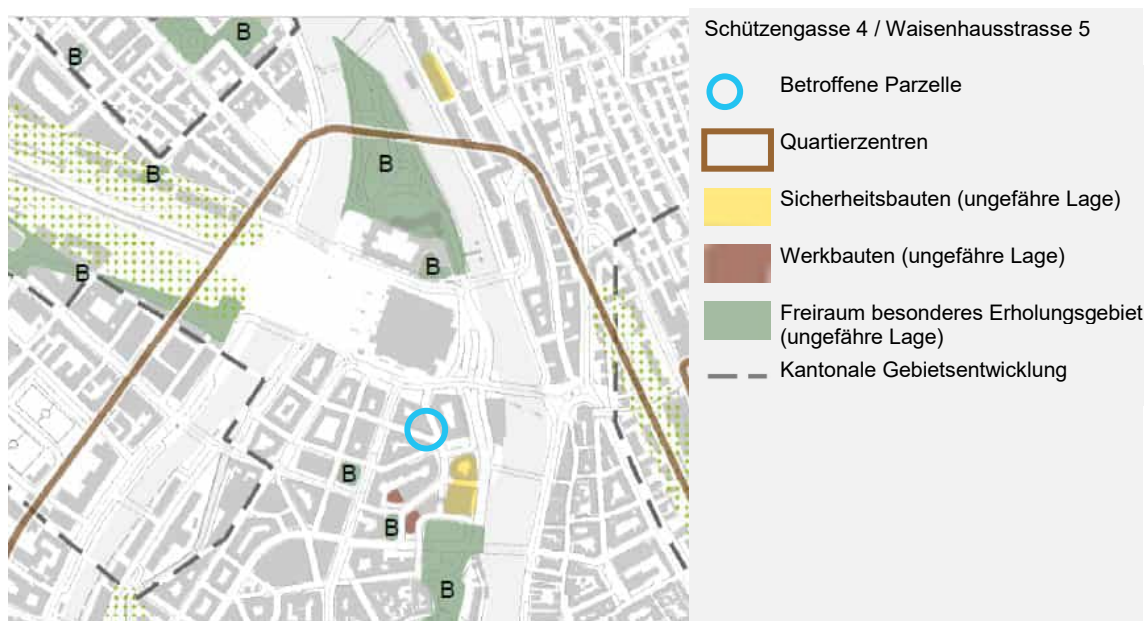 Schützengasse 4 / Waisenhausstrasse 5
Betroffene Parzelle
Quartierzentren
Sicherheitsbauten (ungefähre Lage)
Werkbauten (ungefähre Lage)
Freiraum besonderes Erholungsgebiet
(ungefähre Lage)
Kantonale Gebietsentwicklung
B
B
B
B
B
B
B
B
B